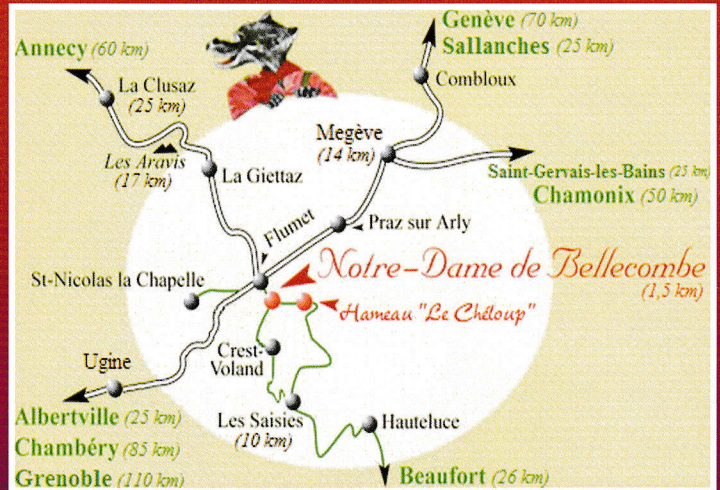 Genève (70 km)
Sallanches (25 km)
Annecy (60 km)
Combloux
La Clusaz
(25 km)
Megève
(14 km)
Les Aravis
(17 km)
La Giettaz
Saint-Gervais-les-Bains (25 km)
Chamonix (50 km)
Flumet
Praz sur Arly
Notre-Dame de Bellecombe
(1,5 km)
St-Nicolas la Chapelle
Hameau "Le Chéloup"
Crest-
Voland
Ugine
Albertville (25 km)
Chambéry (85 km)
Grenoble (110 km)
Les Saisies
(10 km)
Hauteluce
Beaufort (26 km)